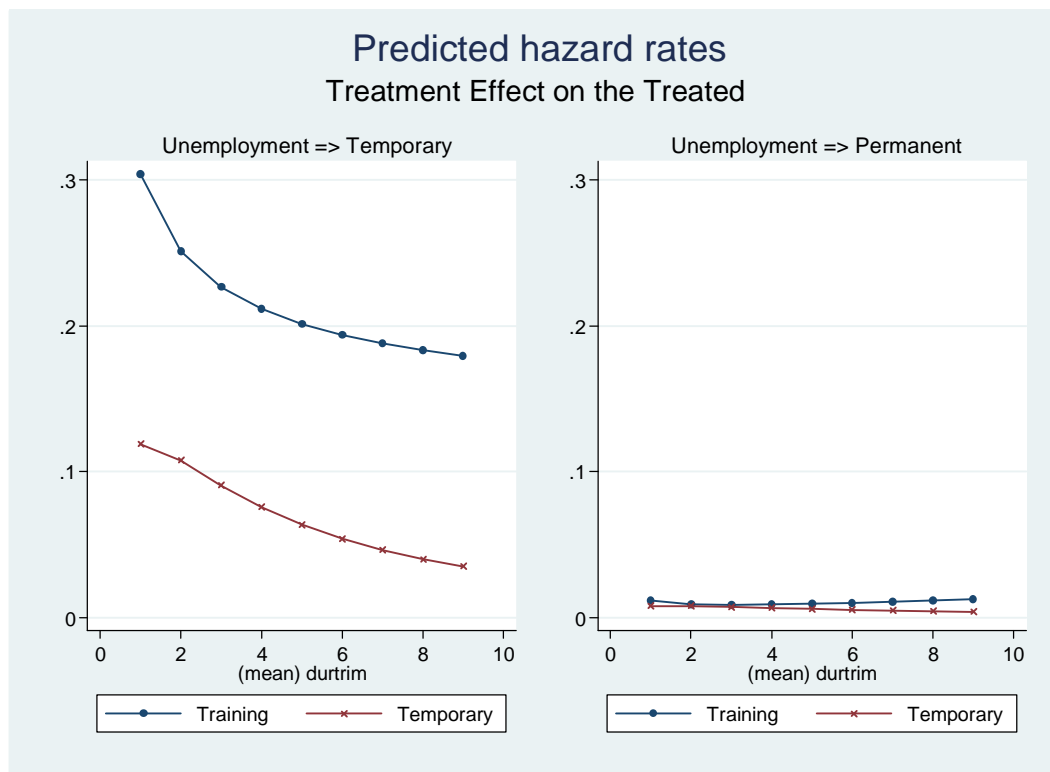 Predicted hazard rates
Treatment Effect on the Treated
Unemployment => Temporary
.3
.2
.1
0
0 2 4 6 8 10
(mean) durtrim
Training Temporary
Unemployment => Permanent
.3
.2
.1
0
0 2 4 6 8 10
(mean) durtrim
Training Temporary